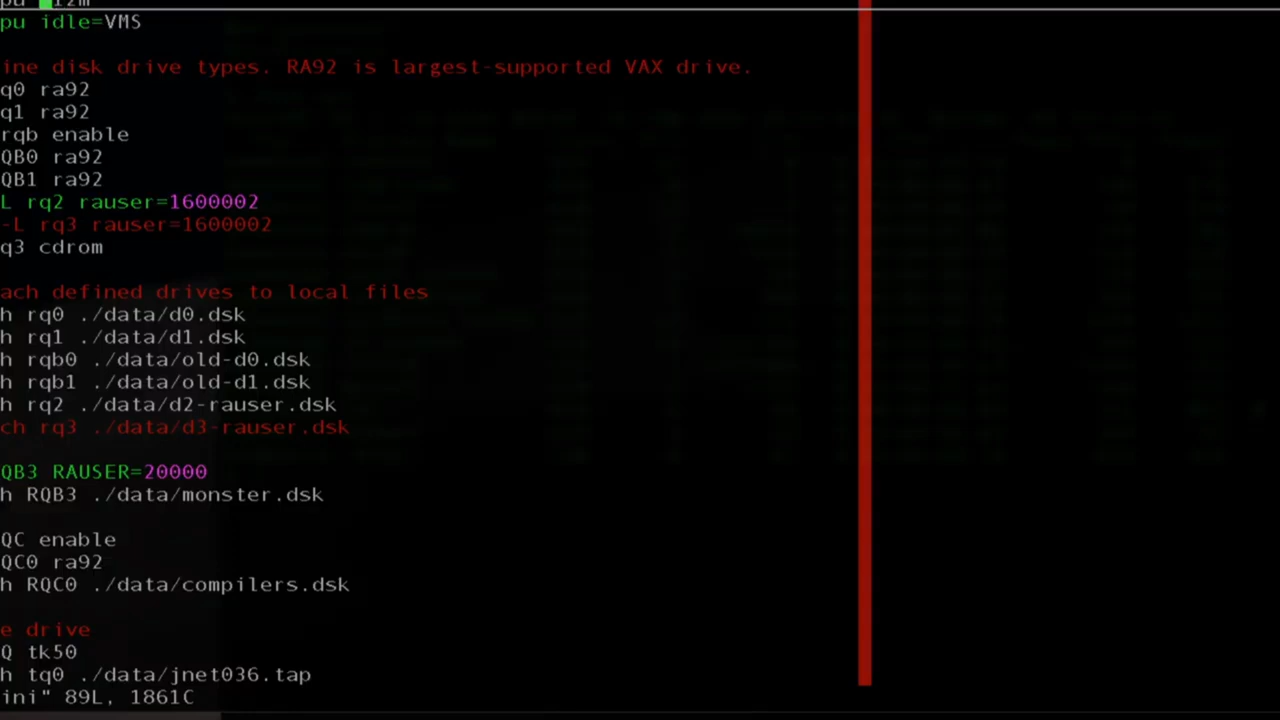 pu idle=VMS
ine disk drive types. RA92 is largest-supported VAX drive.
q0 ra92
q1 ra92
rqb enable
QB0 ra92
QB1 ra92
L rq2 rauser=1600002
-L rq3 rauser=1600002
q3 cdrom
ach defined drives to local files
h rq0 ./data/d0.dsk
h rq1 ./data/d1.dsk
h rqb0 ./data/old-d0.dsk
h rqb1 ./data/old-d1.dsk
h rq2 ./data/d2-rauser.dsk
ch rq3 ./data/d3-rauser.dsk
QB3 RAUSER=20000
h RQB3 ./data/monster.dsk
QC enable
QC0 ra92
h RQC0 ./data/compilers.dsk
e drive
Q tk50
h tq0 ./data/jnet036.tap
ini" 89L, 1861C